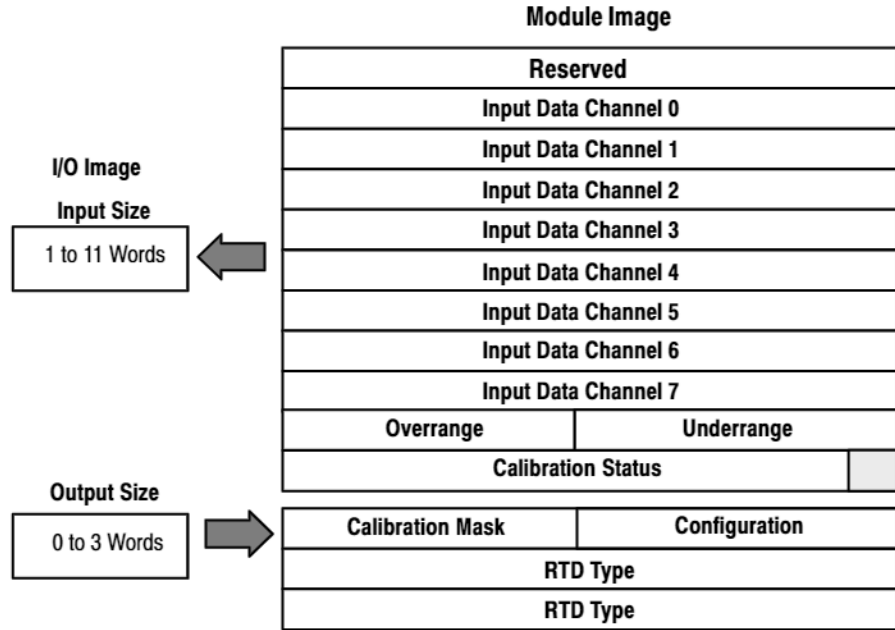 Module Image
Reserved
Input Data Channel 0
Input Data Channel 1
I/O Image
Input Data Channel 2
Input Size
Input Data Channel 3
1 to 11 Words
Input Data Channel 4
Input Data Channel 5
Input Data Channel 6
Input Data Channel 7
Overrange Underrange
Calibration Status
Output Size
Calibration Mask Configuration
0 to 3 Words
RTD Type
RTD Type